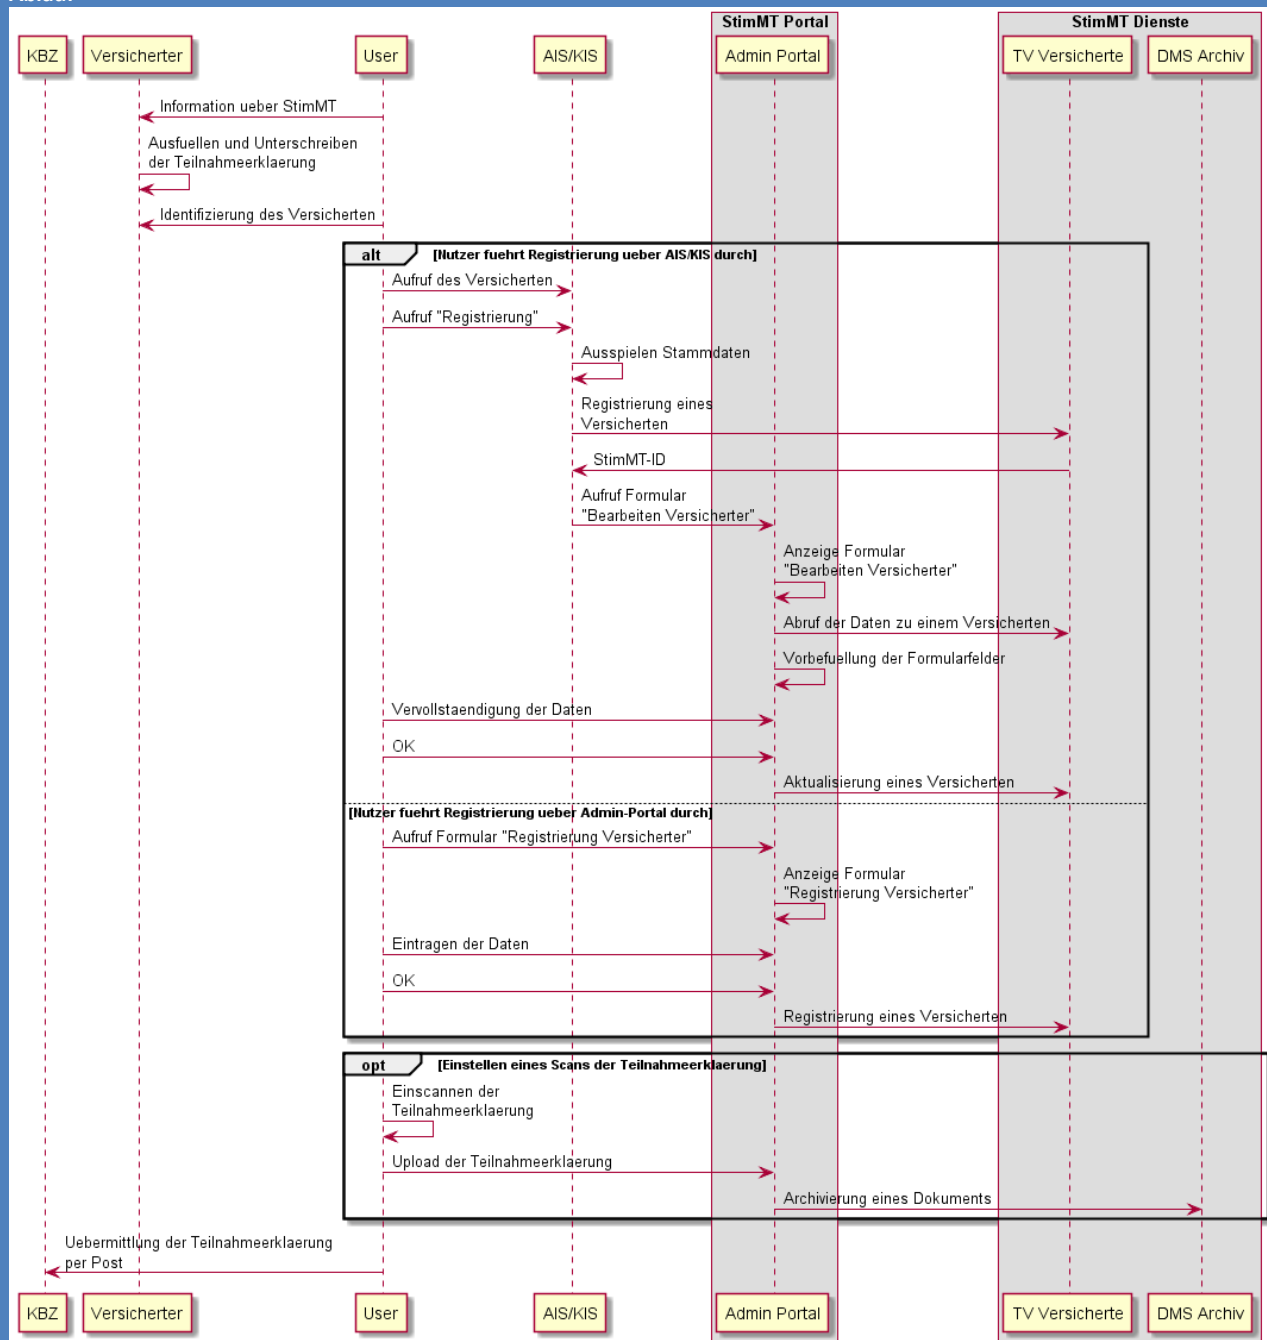 StimMT Portal
StimMT Dienste
KBZ
Versicherter
User
AIS/KIS
Admin Portal
TV Versicherte
DMS Archiv
Information ueber StimMT
Ausfuellen und Unterschreiben
der Teilnahmeerklaerung
Identifizierung des Versicherten
alt
[Nutzer fuehrt Registrierung ueber AIS/KIS durch]
Aufruf des Versicherten
Aufruf "Registrierung"
Ausspielen Stammdaten
Registrierung eines
Versicherten
StimMT-ID
Aufruf Formular
"Bearbeiten Versicherter"
Anzeige Formular
"Bearbeiten Versicherter"
Abruf der Daten zu einem Versicherten
Vorbefuellung der Formularfelder
Vervollstaendigung der Daten
OK
Aktualisierung eines Versicherten
[Nutzer fuehrt Registrierung ueber Admin-Portal durch]
Aufruf Formular "Registrierung Versicherter"
Anzeige Formular
"Registrierung Versicherter"
Eintragen der Daten
OK
Registrierung eines Versicherten
opt
[Einstellen eines Scans der Teilnahmeerklaerung]
Einscannen der
Teilnahmeerklaerung
Upload der Teilnahmeerklaerung
Archivierung eines Dokuments
Uebermittlung der Teilnahmeerklaerung
per Post
KBZ
Versicherter
User
AIS/KIS
Admin Portal
TV Versicherte
DMS Archiv